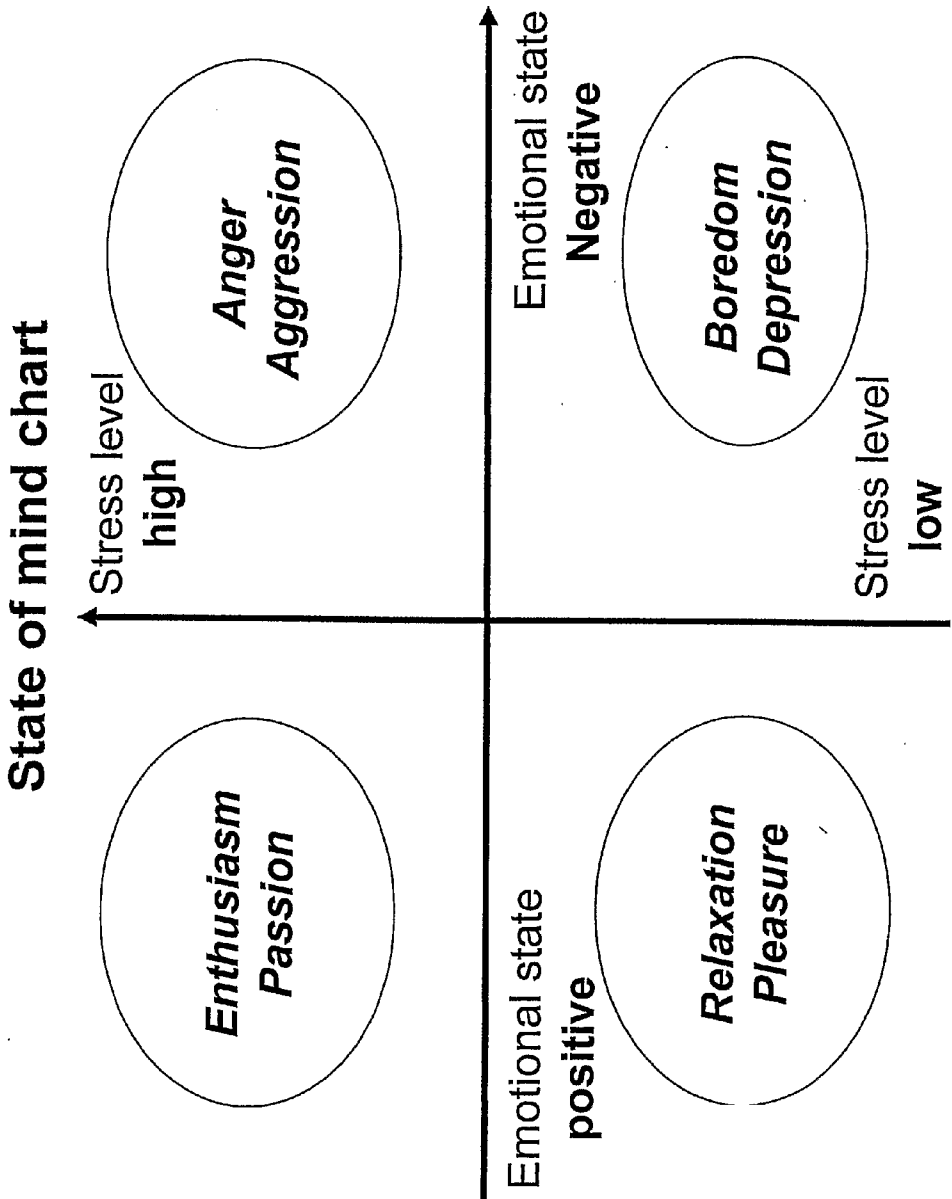 State of mind chart
Stress level
high
Enthusiasm
Passion
Anger
Aggression
Emotional state
positive
Emotional state
Negative
Relaxation
Pleasure
Boredom
Depression
Stress level
low